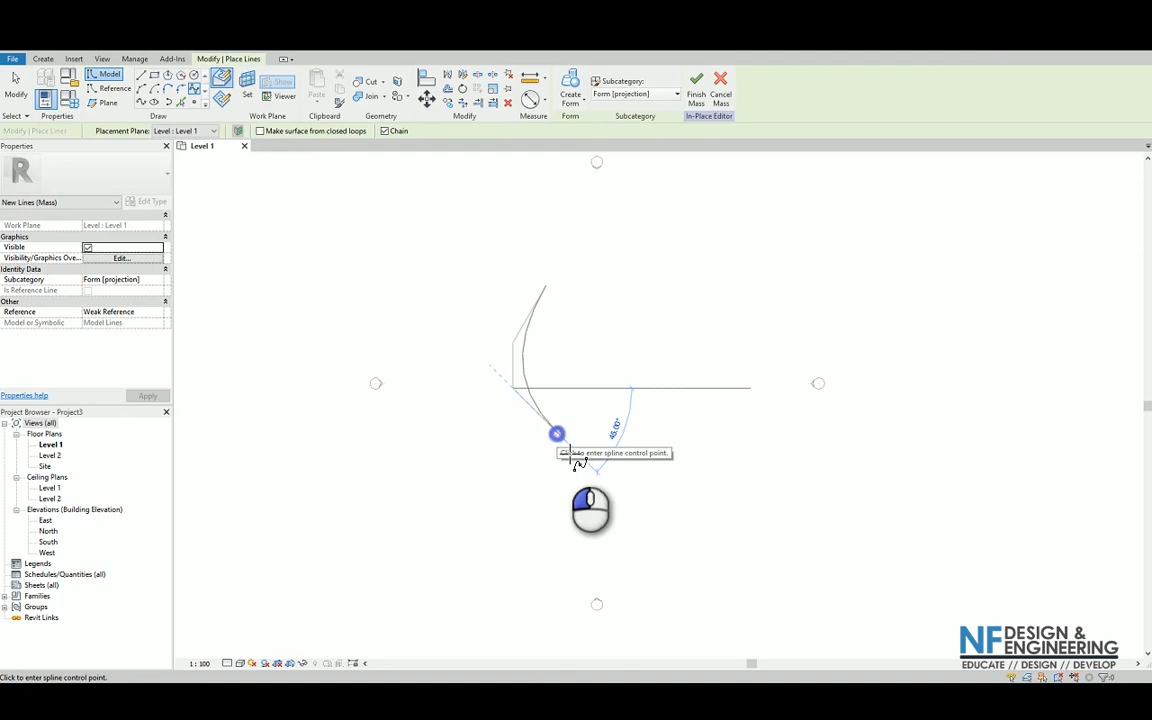 File Create Insert View Manage Add-Ins Modify | Place Lines
Modify
Model
Reference
Plane
Set
Show
Viewer
Paste
Cut
Join
Measure
Create
Form
Subcategory:
Form [projection]
Finish
Mass
Cancel
Mass
Select Properties Draw Work Plane Clipboard Geometry Modify Measure Form Subcategory In-Place Editor
Modify | Place Lines Placement Plane: Level : Level 1 Make surface from closed loops Chain
Properties
Level 1
R
New Lines (Mass) Edit Type
Work Plane Level : Level 1
Graphics
Visible
Visibility/Graphics Ove... Edit...
Identity Data
Subcategory Form [projection]
Is Reference Line
Other
Reference Weak Reference
Model or Symbolic Model Lines
Properties help Apply
Project Browser - Project3
Views (all)
Floor Plans
Level 1
Level 2
Site
Ceiling Plans
Level 1
Level 2
Elevations (Building Elevation)
East
North
South
West
Legends
Schedules/Quantities (all)
Sheets (all)
Families
Groups
Revit Links
45.00°
Click to enter spline control point.
1 : 100
Click to enter spline control point.
:0
NF DESIGN &
ENGINEERING
EDUCATE // DESIGN // DEVELOP